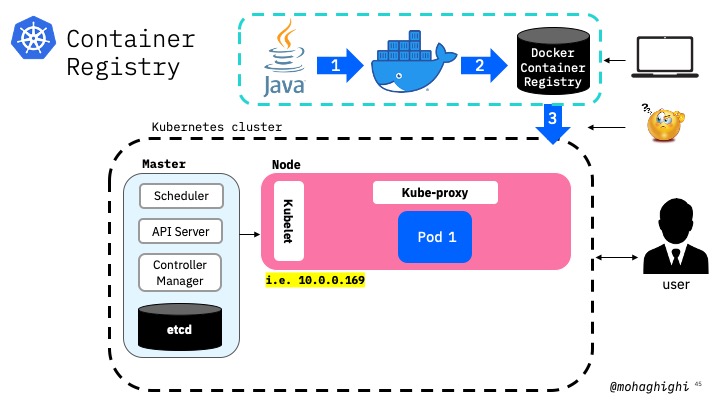 Container
Registry
Java
1
2
Docker
Container
Registry
3
???
Kubernetes cluster
Master
Node
Scheduler
API Server
Controller
Manager
etcd
Kubelet
Kube-proxy
Pod 1
i.e. 10.0.0.169
user
@mohaghighi
45